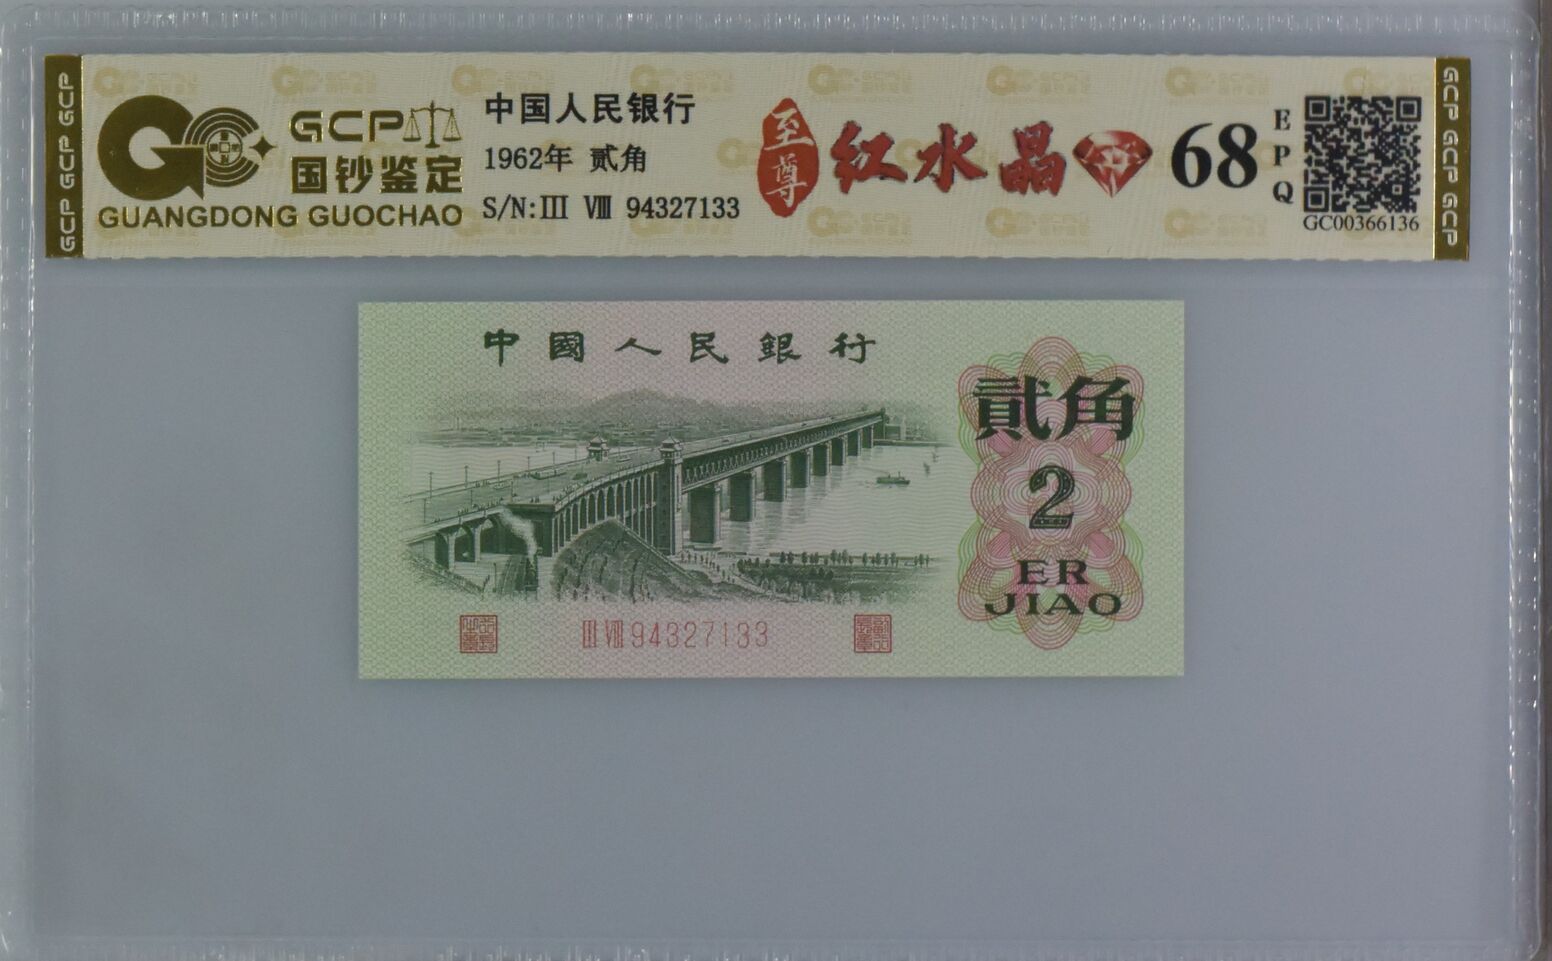 GCP GCP GCP
GCP
国钞鉴定
GUANGDONG GUOCHAO
中国人民银行
1962年 贰角
S/N:III VIII 94327133
至尊
红水晶
68
EPQ
GC00366136
GCP GCP GCP
中國人民銀行
貳角
2
ER
JIAO
III VIII 94327133